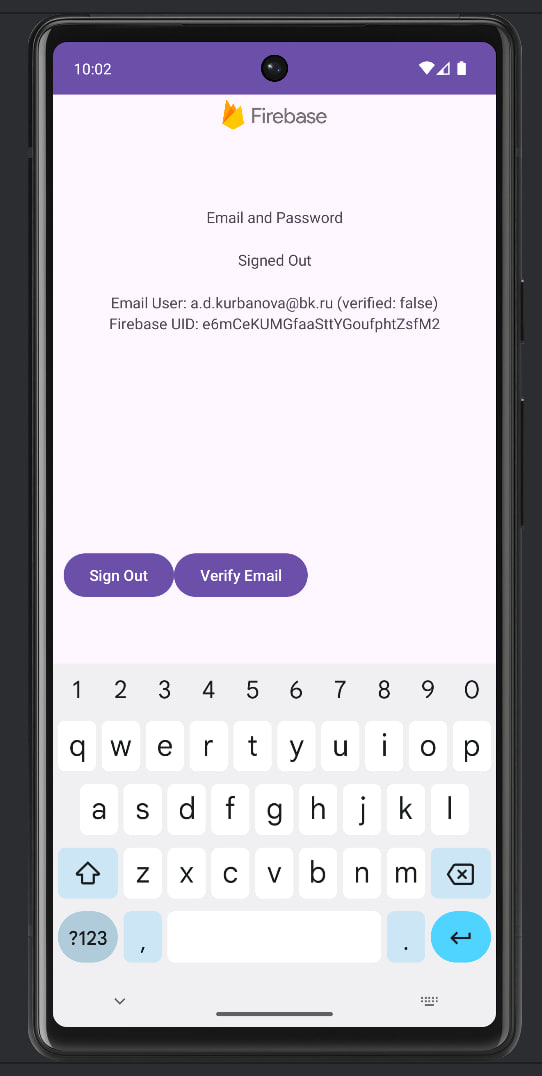 10:02
Firebase
Email and Password
Signed Out
Email User: a.d.kurbanova@bk.ru (verified: false)
Firebase UID: e6mCeKUMGfaaSttYGoufphtZsfM2
Sign Out Verify Email
1 2 3 4 5 6 7 8 9 0
q w e r t y u i o p
a s d f g h j k l
z x c v b n m
?123 , .